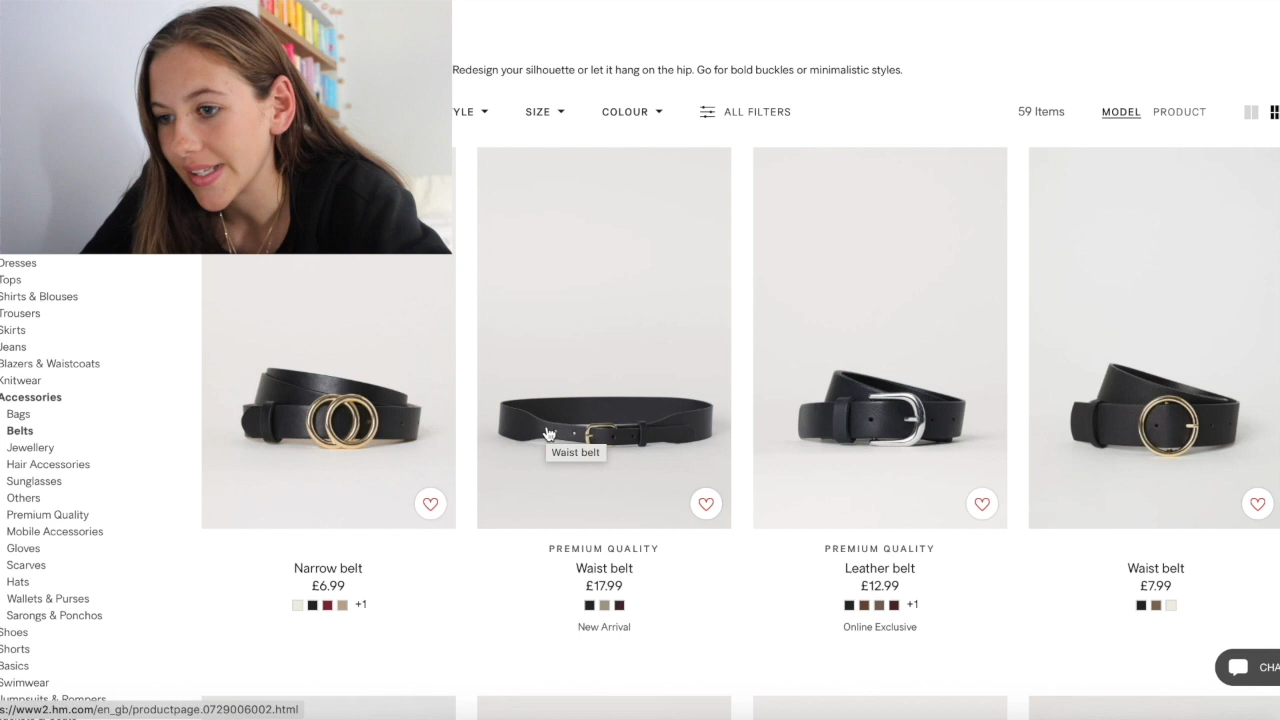 Redesign your silhouette or let it hang on the hip. Go for bold buckles or minimalistic styles.
YLE SIZE COLOUR ALL FILTERS 59 Items MODEL PRODUCT
Dresses
Tops
Shirts & Blouses
Trousers
Skirts
Jeans
Blazers & Waistcoats
Knitwear
Accessories
Bags
Belts
Jewellery
Hair Accessories
Sunglasses
Others
Premium Quality
Mobile Accessories
Gloves
Scarves
Hats
Wallets & Purses
Sarongs & Ponchos
Shoes
Shorts
Basics
Swimwear
Jumpsuits & Rompers
Waist belt
Narrow belt
£6.99
+1
PREMIUM QUALITY
Waist belt
£17.99
New Arrival
PREMIUM QUALITY
Leather belt
£12.99
+1
Online Exclusive
Waist belt
£7.99
CHA
s://www2.hm.com/en_gb/productpage.0729006002.html